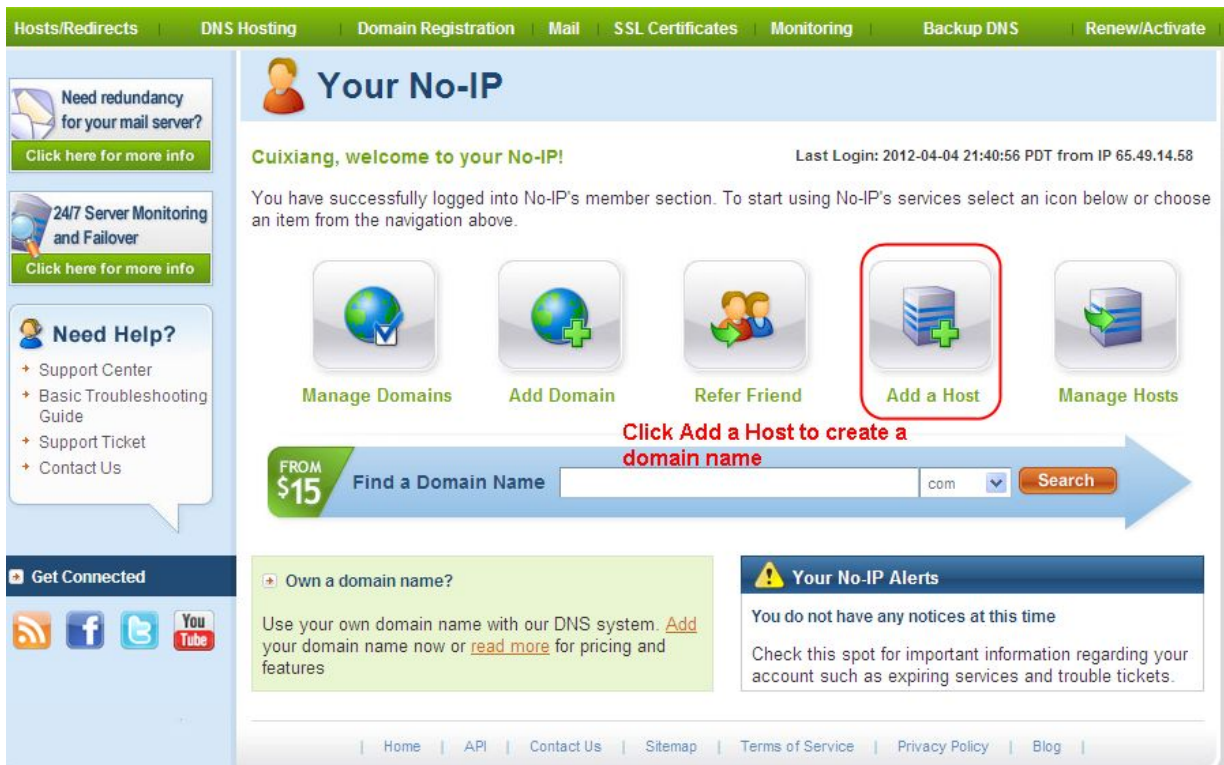 Hosts/Redirects
DNS Hosting
Domain Registration
Mail
SSL Certificates
Monitoring
Backup DNS
Renew/Activate
Need redundancy
for your mail server?
Click here for more info
24/7 Server Monitoring
and Failover
Click here for more info
Need Help?
Support Center
Basic Troubleshooting
Guide
Support Ticket
Contact Us
Get Connected
You
Tube
Your No-IP
Cuixiang, welcome to your No-IP!
Last Login: 2012-04-04 21:40:56 PDT from IP 65.49.14.58
You have successfully logged into No-IP's member section. To start using No-IP's services select an icon below or choose
an item from the navigation above.
Manage Domains
Add Domain
Refer Friend
Add a Host
Manage Hosts
Click Add a Host to create a
domain name
FROM
$15
Find a Domain Name
com
Search
Own a domain name?
Use your own domain name with our DNS system. Add
your domain name now or read more for pricing and
features
Your No-IP Alerts
You do not have any notices at this time
Check this spot for important information regarding your
account such as expiring services and trouble tickets.
| Home | API | Contact Us | Sitemap | Terms of Service | Privacy Policy | Blog |